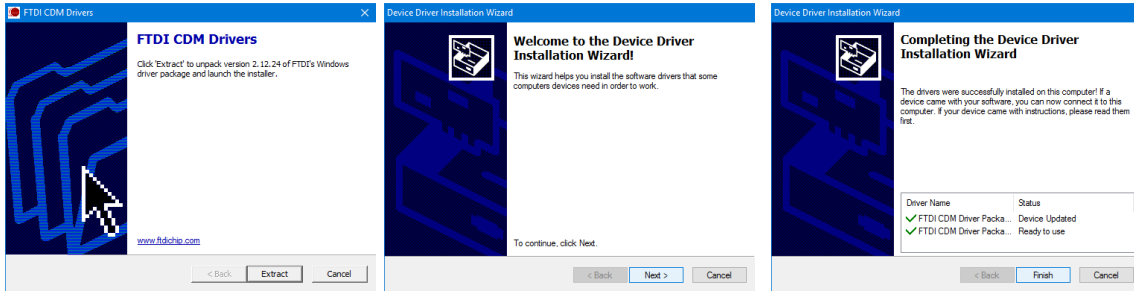 FTDI CDM Drivers
FTDI CDM Drivers
Click 'Extract' to unpack version 2.12.24 of FTDI's Windows
driver package and launch the installer.
www.ftdichip.com
< Back
Extract
Cancel
Device Driver Installation Wizard
Welcome to the Device Driver
Installation Wizard!
This wizard helps you install the software drivers that some
computers devices need in order to work.
To continue, click Next.
< Back
Next >
Cancel
Device Driver Installation Wizard
Completing the Device Driver
Installation Wizard
The drivers were successfully installed on this computer! If a
device came with your software, you can now connect it to this
computer. If your device came with instructions, please read them
first.
Driver Name Status
FTDI CDM Driver Packa... Device Updated
FTDI CDM Driver Packa... Ready to use
< Back
Finish
Cancel